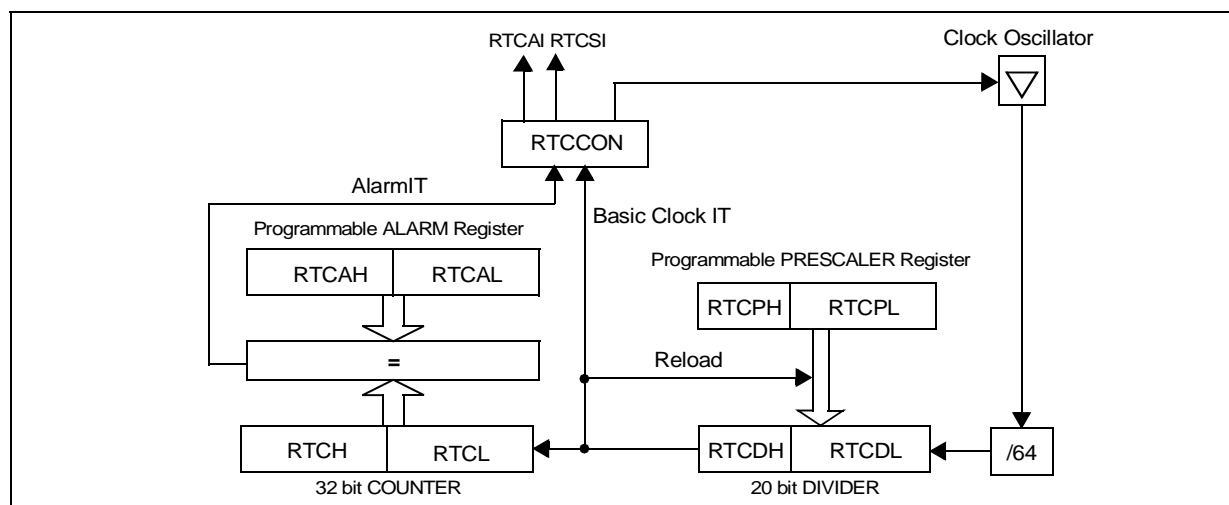 Clock Oscillator
RTCAI RTCSI
RTCCON
AlarmIT
Basic Clock IT
Programmable ALARM Register
RTCAH RTCAL
Programmable PRESCALER Register
RTCPH RTCPL
=
Reload
RTCH RTCL
RTCDH RTCDL
/64
32 bit COUNTER
20 bit DIVIDER